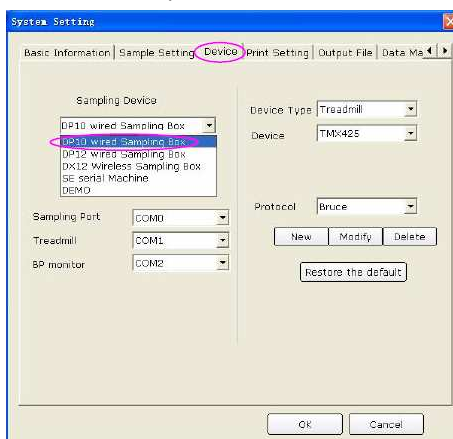 System Setting
Basic Information Sample Setting Device Print Setting Output File Data Ma
Sampling Device
DP10 wired Sampling Box
DP10 wired Sampling Box
DP12 wired Sampling Box
DX12 Wireless Sampling Box
SE serial Machine
DEMO
Sampling Port COM0
Treadmill COM1
BP monitor COM2
Device Type Treadmill
Device TMX425
Protocol Bruce
New Modify Delete
Restore the default
OK Cancel